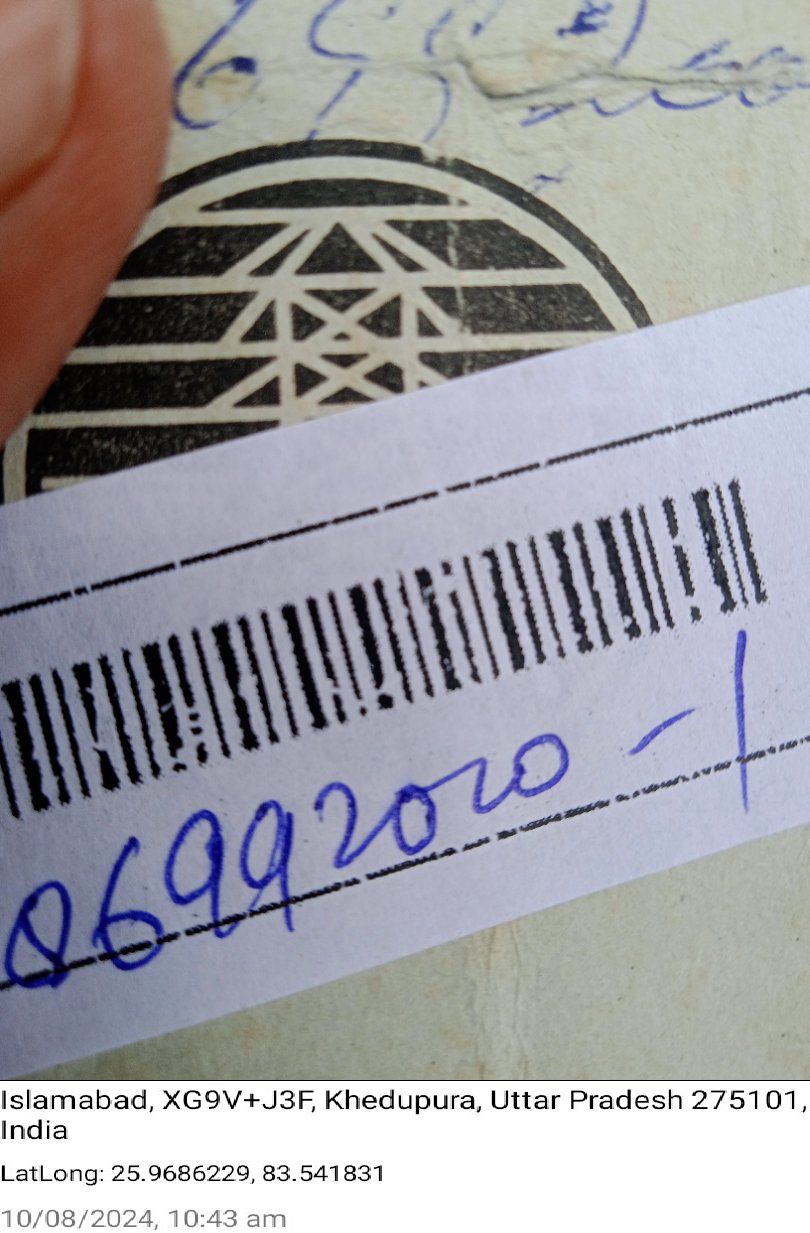 06992020-1
Islamabad, XG9V+J3F, Khedupura, Uttar Pradesh 275101,
India
LatLong: 25.9686229, 83.541831
10/08/2024, 10:43 am